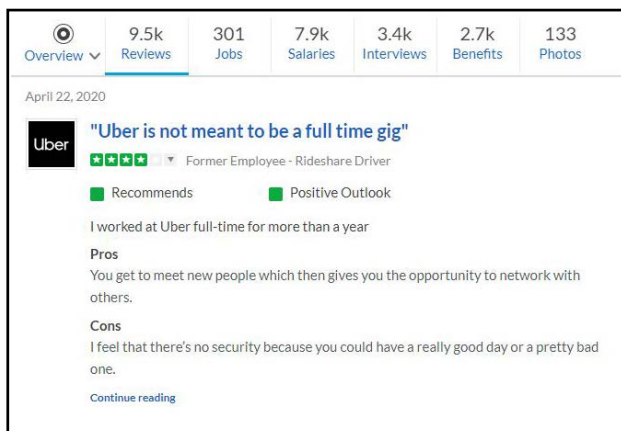 9.5k 301 7.9k 3.4k 2.7k 133
Overview Reviews Jobs Salaries Interviews Benefits Photos
April 22, 2020
Uber
"Uber is not meant to be a full time gig"
Former Employee - Rideshare Driver
Recommends Positive Outlook
I worked at Uber full-time for more than a year
Pros
You get to meet new people which then gives you the opportunity to network with
others.
Cons
I feel that there's no security because you could have a really good day or a pretty bad
one.
Continue reading